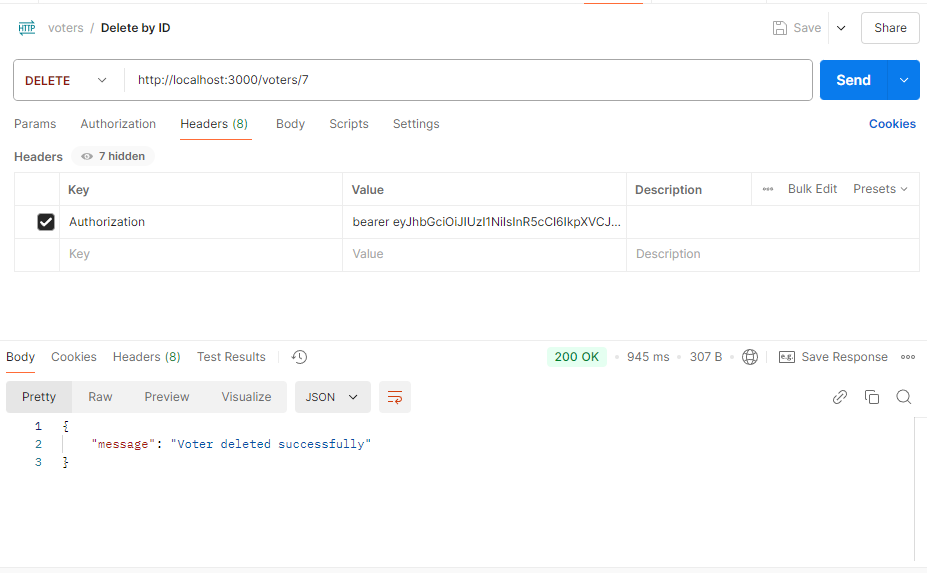 HTTP voters / Delete by ID Save Share
DELETE http://localhost:3000/voters/7 Send
Params Authorization Headers (8) Body Scripts Settings Cookies
Headers 7 hidden
Key Value Description Bulk Edit Presets
Authorization bearer eyJhbGciOiJIUzI1NiIsInR5cCI6IkpXVCJ...
Key Value Description
Body Cookies Headers (8) Test Results 200 OK 945 ms 307 B e.g. Save Response
Pretty Raw Preview Visualize JSON
1 {
2 "message": "Voter deleted successfully"
3 }